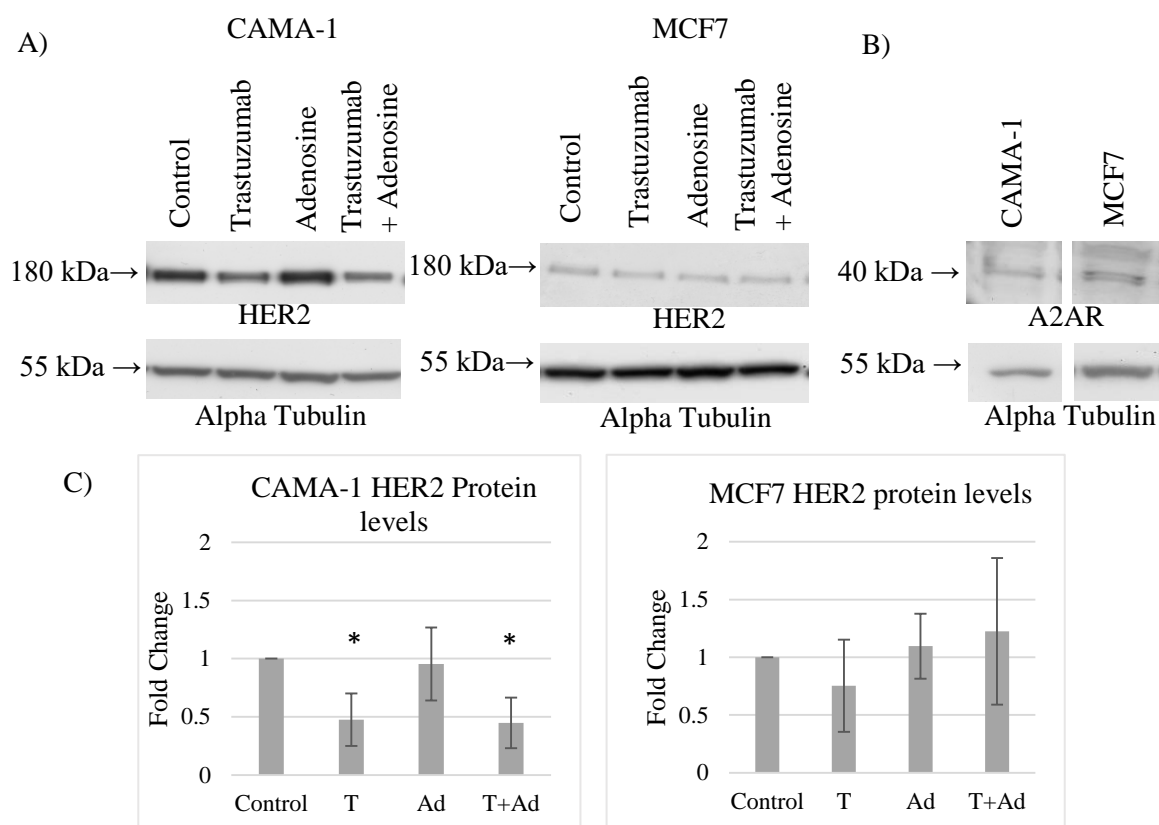 A)
CAMA-1
MCF7
B)
Control
Trastuzumab
Adenosine
Trastuzumab
+ Adenosine
Control
Trastuzumab
Adenosine
Trastuzumab
+ Adenosine
CAMA-1
MCF7
180 kDa→
180 kDa→
40 kDa→
HER2
HER2
A2AR
55 kDa →
55 kDa→
55 kDa→
Alpha Tubulin
Alpha Tubulin
Alpha Tubulin
C)
CAMA-1 HER2 Protein
levels
2
1.5
1
0.5
0
Fold Change
*
*
Control
T
Ad
T+Ad
MCF7 HER2 protein levels
2
1.5
1
0.5
0
Fold Change
Control
T
Ad
T+Ad